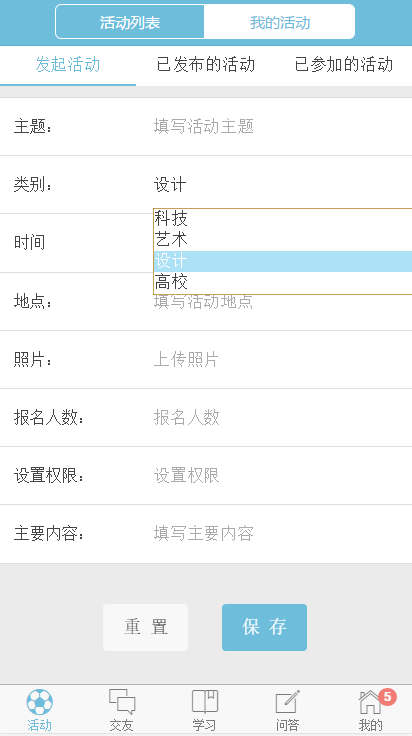 活动列表 我的活动
发起活动 已发布的活动 已参加的活动
主题： 填写活动主题
类别： 设计
科技
艺术
时间
设计
高校
地点： 填写活动地点
照片： 上传照片
报名人数： 报名人数
设置权限： 设置权限
主要内容： 填写主要内容
重 置 保 存
5
活动 交友 学习 问答 我的